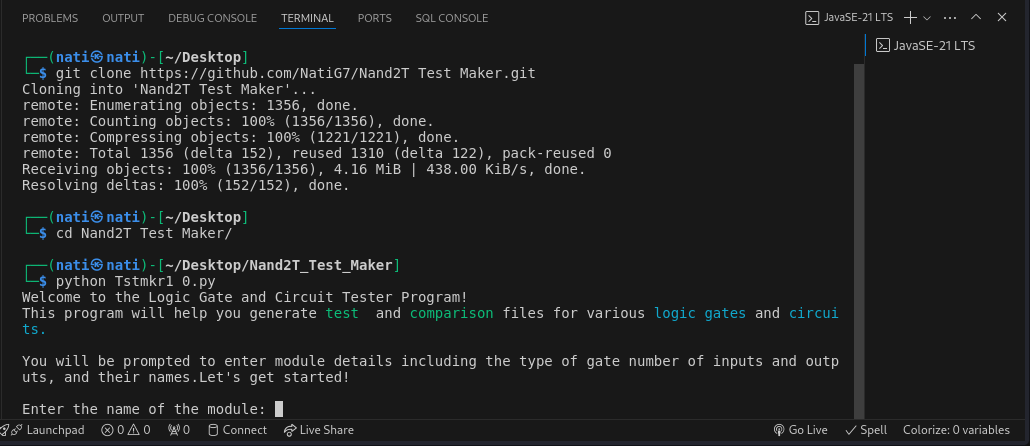 PROBLEMS OUTPUT DEBUG CONSOLE TERMINAL PORTS SQL CONSOLE JavaSE-21 LTS
JavaSE-21 LTS
(nati㉿nati)-[~/Desktop]
$ git clone https://github.com/NatiG7/Nand2T Test Maker.git
Cloning into 'Nand2T Test Maker'...
remote: Enumerating objects: 1356, done.
remote: Counting objects: 100% (1356/1356), done.
remote: Compressing objects: 100% (1221/1221), done.
remote: Total 1356 (delta 152), reused 1310 (delta 122), pack-reused 0
Receiving objects: 100% (1356/1356), 4.16 MiB | 438.00 KiB/s, done.
Resolving deltas: 100% (152/152), done.
(nati㉿nati)-[~/Desktop]
$ cd Nand2T Test Maker/
(nati㉿nati)-[~/Desktop/Nand2T_Test_Maker]
$ python Tstmkr1 0.py
Welcome to the Logic Gate and Circuit Tester Program!
This program will help you generate test  and comparison files for various logic gates and circui
ts.
You will be prompted to enter module details including the type of gate number of inputs and outp
uts, and their names.Let's get started!
Enter the name of the module:
Launchpad 0 0 0 Connect Live Share Go Live Spell Colorize: 0 variables